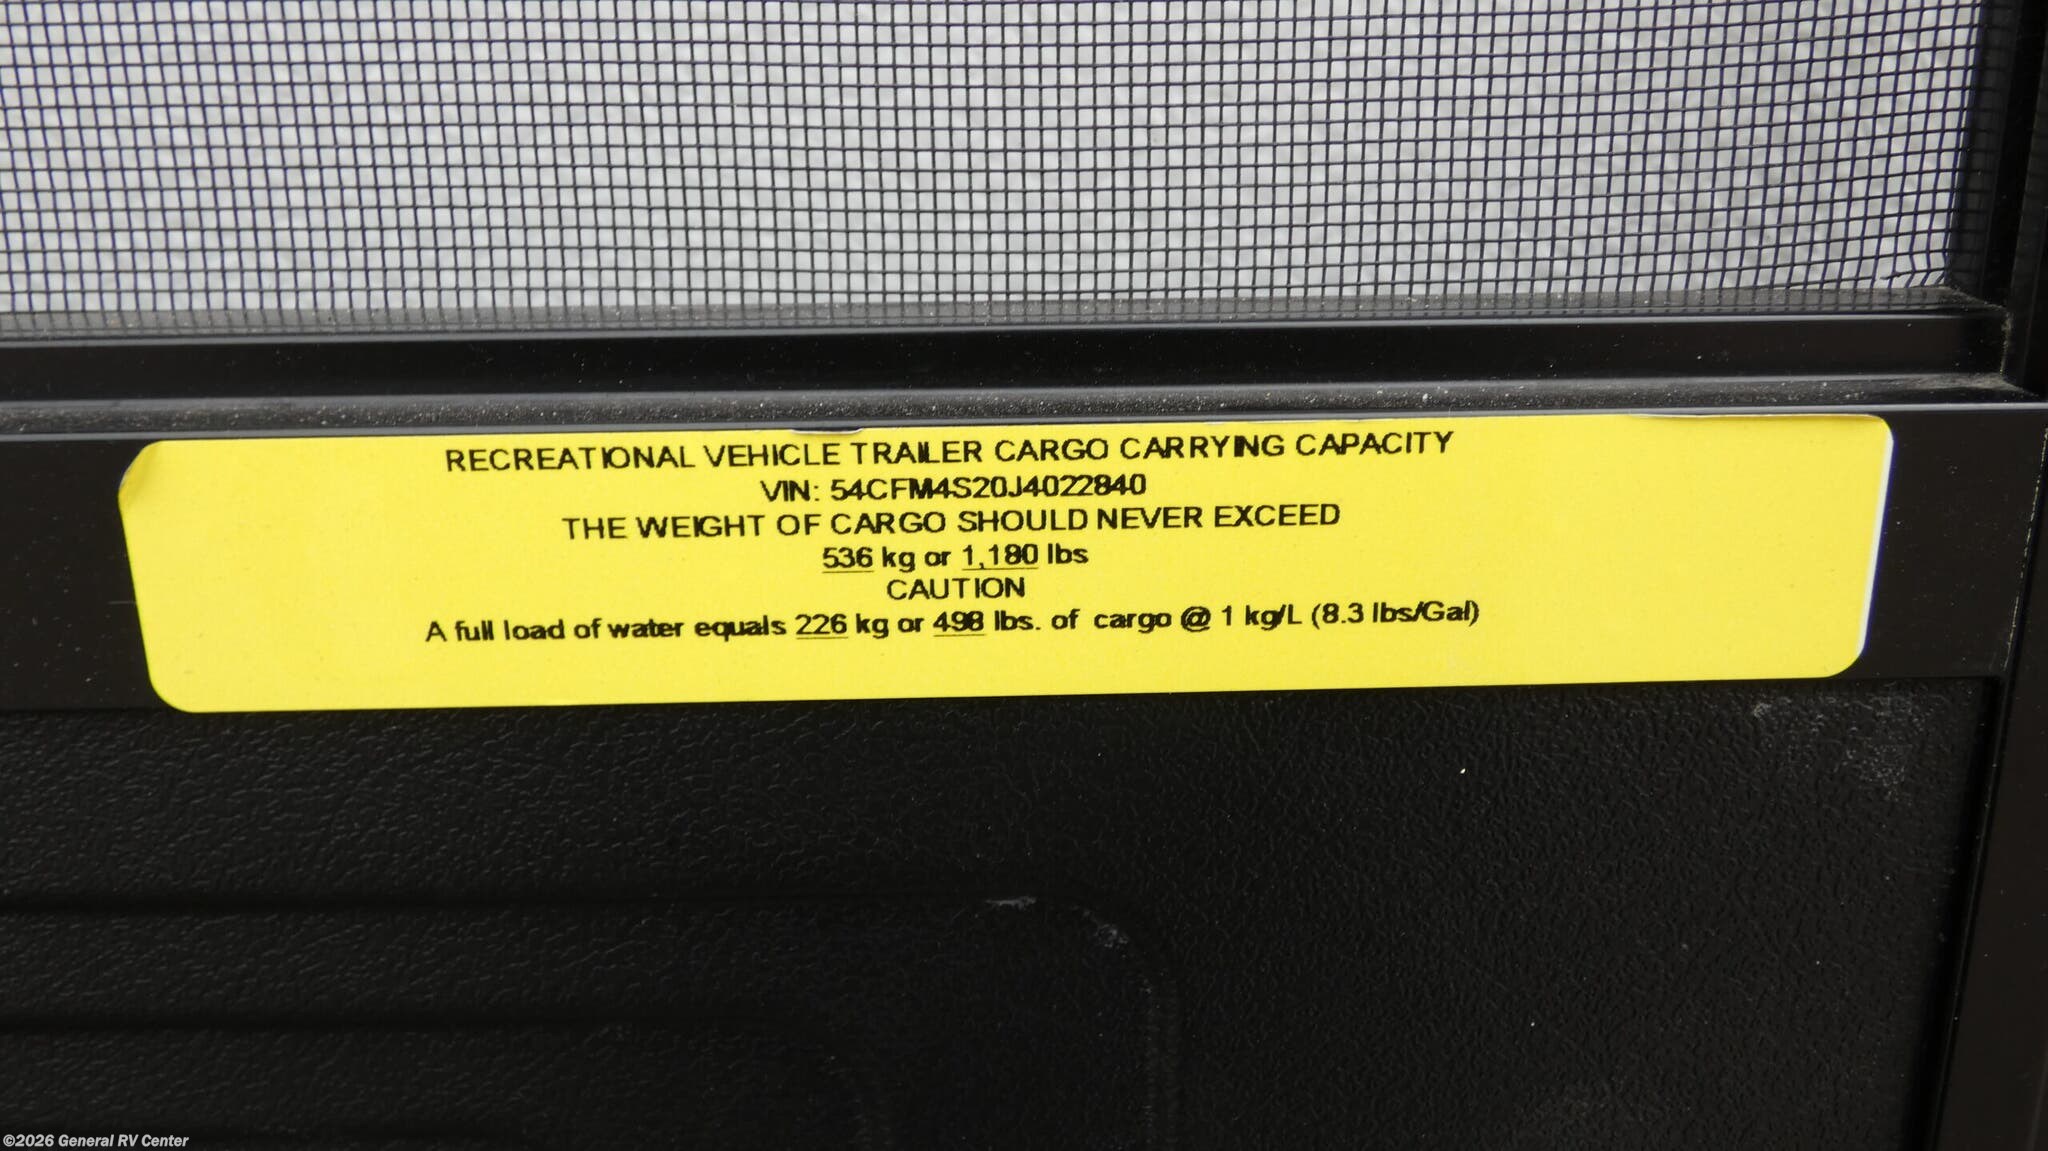 RECREATIONAL VEHICLE TRAILER CARGO CARRYING CAPACITY
VIN: 54CFM4S20J4022840
THE WEIGHT OF CARGO SHOULD NEVER EXCEED
536 kg or 1,180 lbs
CAUTION
A full load of water equals 226 kg or 498 lbs. of cargo @ 1 kg/L (8.3 lbs/Gal)
©2026 General RV Center